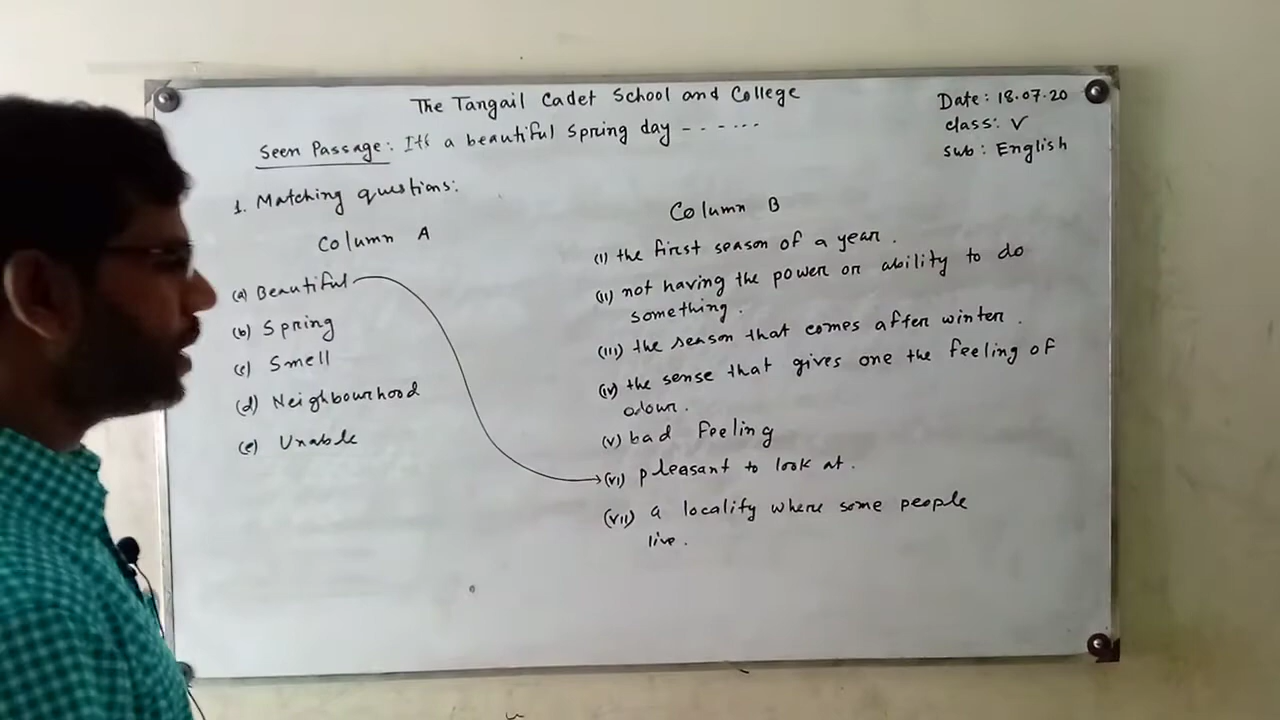 The Tangail Cadet School and College
Date: 18.07.20
Class: V
Sub: English
Seen Passage: It's a beautiful spring day - - - - - -
1. Matching questions:
Column A
(a) Beautiful
(b) Spring
(c) Smell
(d) Neighbourhood
(e) Unable
Column B
(i) the first season of a year.
(ii) not having the power or ability to do
something.
(iii) the season that comes after winter.
(iv) the sense that gives one the feeling of
odour.
(v) bad feeling
(vi) pleasant to look at.
(vii) a locality where some people
live.